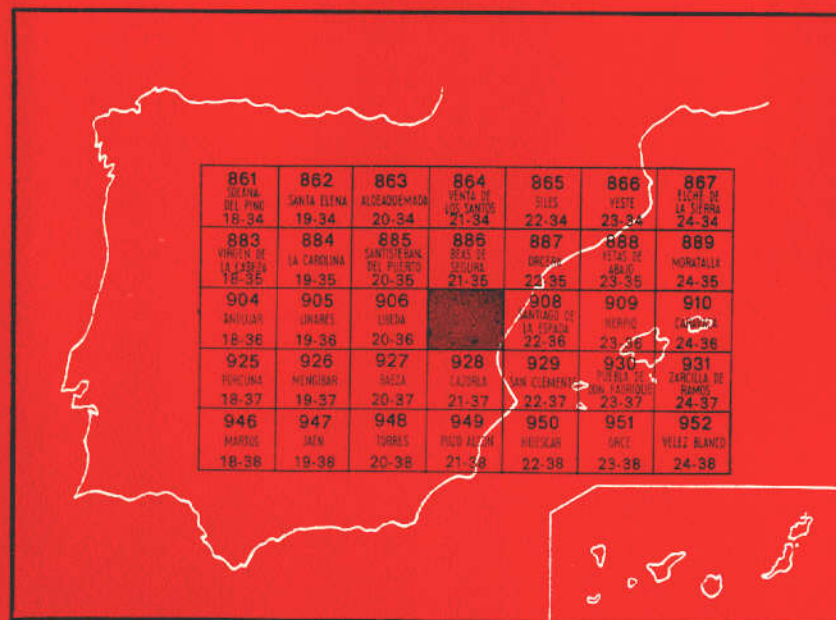 861 862 863 864 865 866 867
SOLANA DEL PINO SANTA ELENA ALDEAQUEMADA VENTA DE LOS SANTOS SILES YESTE ELCHE DE LA SIERRA
18-34 19-34 20-34 21-34 22-34 23-34 24-34
883 884 885 886 887 888 889
VIRGEN DE LA CABEZA LA CAROLINA SANTISTEBAN DEL PUERTO BEAS DE SEGURA ORCERA YETAS DE ABAJO MORATALLA
18-35 19-35 20-35 21-35 22-35 23-35 24-35
904 905 906 908 909 910
ANDUJAR LINARES UBEDA SANTIAGO DE LA ESPADA NERPIO CARAVACA
18-36 19-36 20-36 22-36 23-36 24-36
925 926 927 928 929 930 931
PORCUNA MENGIBAR BAEZA CAZORLA SAN CLEMENTE PUEBLA DE DON FADRIQUE ZARCILLA DE RAMOS
18-37 19-37 20-37 21-37 22-37 23-37 24-37
946 947 948 949 950 951 952
MARTOS JAEN TORRES POZO ALCON HUESCAR ORCE VELEZ BLANCO
18-38 19-38 20-38 21-38 22-38 23-38 24-38